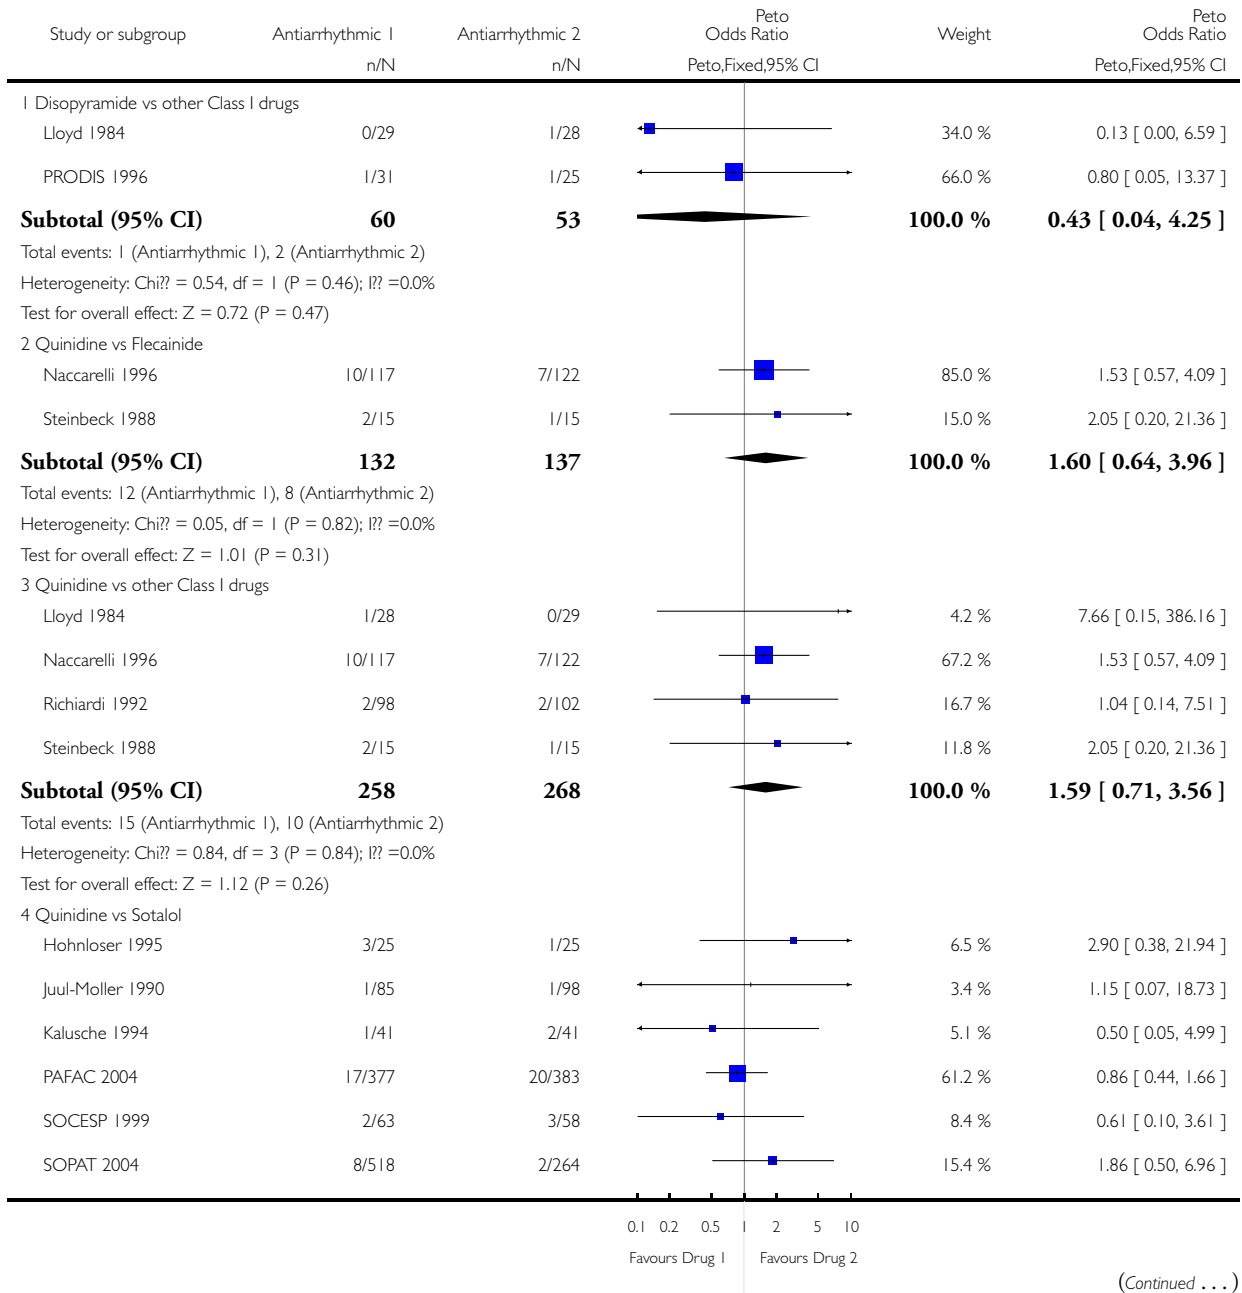 Peto Peto
Study or subgroup Antiarrhythmic 1 Antiarrhythmic 2 Odds Ratio Weight Odds Ratio
n/N n/N Peto,Fixed,95% CI Peto,Fixed,95% CI
1 Disopyramide vs other Class I drugs
Lloyd 1984 0/29 1/28 34.0 % 0.13 [ 0.00, 6.59 ]
PRODIS 1996 1/31 1/25 66.0 % 0.80 [ 0.05, 13.37 ]
Subtotal (95% CI) 60 53 100.0 % 0.43 [ 0.04, 4.25 ]
Total events: 1 (Antiarrhythmic 1), 2 (Antiarrhythmic 2)
Heterogeneity: Chi?? = 0.54, df = 1 (P = 0.46); I?? =0.0%
Test for overall effect: Z = 0.72 (P = 0.47)
2 Quinidine vs Flecainide
Naccarelli 1996 10/117 7/122 85.0 % 1.53 [ 0.57, 4.09 ]
Steinbeck 1988 2/15 1/15 15.0 % 2.05 [ 0.20, 21.36 ]
Subtotal (95% CI) 132 137 100.0 % 1.60 [ 0.64, 3.96 ]
Total events: 12 (Antiarrhythmic 1), 8 (Antiarrhythmic 2)
Heterogeneity: Chi?? = 0.05, df = 1 (P = 0.82); I?? =0.0%
Test for overall effect: Z = 1.01 (P = 0.31)
3 Quinidine vs other Class I drugs
Lloyd 1984 1/28 0/29 4.2 % 7.66 [ 0.15, 386.16 ]
Naccarelli 1996 10/117 7/122 67.2 % 1.53 [ 0.57, 4.09 ]
Richiardi 1992 2/98 2/102 16.7 % 1.04 [ 0.14, 7.51 ]
Steinbeck 1988 2/15 1/15 11.8 % 2.05 [ 0.20, 21.36 ]
Subtotal (95% CI) 258 268 100.0 % 1.59 [ 0.71, 3.56 ]
Total events: 15 (Antiarrhythmic 1), 10 (Antiarrhythmic 2)
Heterogeneity: Chi?? = 0.84, df = 3 (P = 0.84); I?? =0.0%
Test for overall effect: Z = 1.12 (P = 0.26)
4 Quinidine vs Sotalol
Hohnloser 1995 3/25 1/25 6.5 % 2.90 [ 0.38, 21.94 ]
Juul-Moller 1990 1/85 1/98 3.4 % 1.15 [ 0.07, 18.73 ]
Kalusche 1994 1/41 2/41 5.1 % 0.50 [ 0.05, 4.99 ]
PAFAC 2004 17/377 20/383 61.2 % 0.86 [ 0.44, 1.66 ]
SOCESP 1999 2/63 3/58 8.4 % 0.61 [ 0.10, 3.61 ]
SOPAT 2004 8/518 2/264 15.4 % 1.86 [ 0.50, 6.96 ]
0.1 0.2 0.5 1 2 5 10
Favours Drug 1 Favours Drug 2
(Continued . . . )